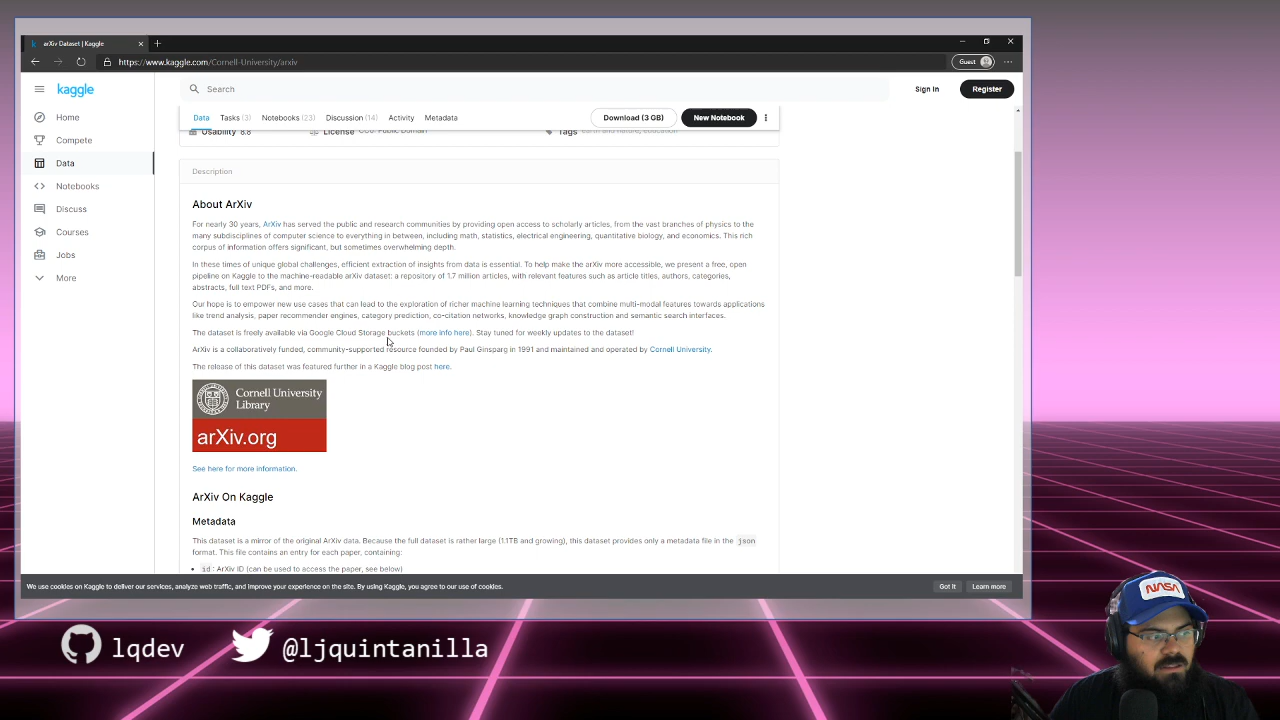 arXiv Dataset | Kaggle
https://www.kaggle.com/Cornell-University/arxiv
Guest
kaggle
Search
Sign In
Register
Home
Compete
Data
Notebooks
Discuss
Courses
Jobs
More
Data
Tasks (3)
Notebooks (23)
Discussion (14)
Activity
Metadata
Download (3 GB)
New Notebook
Usability 8.8
License CC0: Public Domain
Tags Earth and Nature, Education
Description
About ArXiv
For nearly 30 years, ArXiv has served the public and research communities by providing open access to scholarly articles, from the vast branches of physics to the
many subdisciplines of computer science to everything in between, including math, statistics, electrical engineering, quantitative biology, and economics. This rich
corpus of information offers significant, but sometimes overwhelming depth.
In these times of unique global challenges, efficient extraction of insights from data is essential. To help make the arXiv more accessible, we present a free, open
pipeline on Kaggle to the machine-readable arXiv dataset: a repository of 1.7 million articles, with relevant features such as article titles, authors, categories,
abstracts, full text PDFs, and more.
Our hope is to empower new use cases that can lead to the exploration of richer machine learning techniques that combine multi-modal features towards applications
like trend analysis, paper recommender engines, category prediction, co-citation networks, knowledge graph construction and semantic search interfaces.
The dataset is freely available via Google Cloud Storage buckets (more info here). Stay tuned for weekly updates to the dataset!
ArXiv is a collaboratively funded, community-supported resource founded by Paul Ginsparg in 1991 and maintained and operated by Cornell University.
The release of this dataset was featured further in a Kaggle blog post here.
Cornell University
Library
arXiv.org
See here for more information.
ArXiv On Kaggle
Metadata
This dataset is a mirror of the original ArXiv data. Because the full dataset is rather large (1.1TB and growing), this dataset provides only a metadata file in the json
format. This file contains an entry for each paper, containing:
• id : ArXiv ID (can be used to access the paper, see below)
We use cookies on Kaggle to deliver our services, analyze web traffic, and improve your experience on the site. By using Kaggle, you agree to our use of cookies.
Got it
Learn more
lqdev
@ljquintanilla
NASA